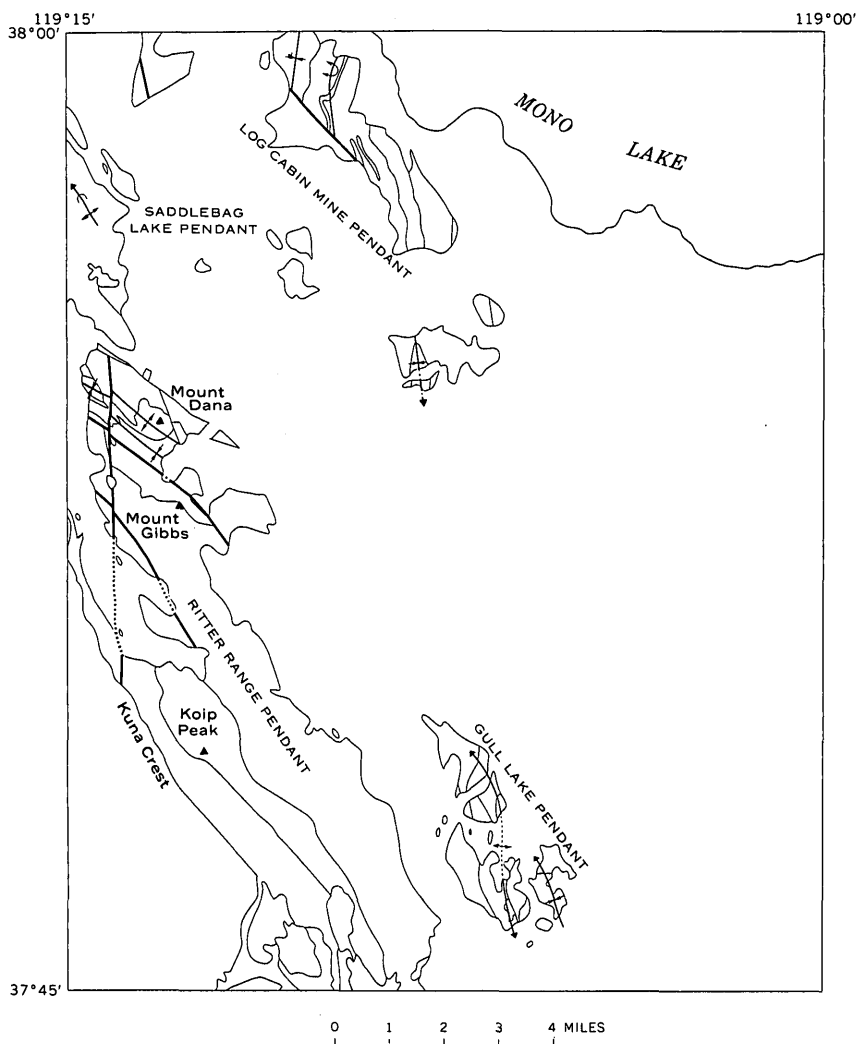 119°15'
119°00'
38°00'
MONO
LAKE
LOG CABIN MINE PENDANT
SADDLEBAG
LAKE PENDANT
Mount
Dana
Mount
Gibbs
RITTER RANGE PENDANT
Koip
Peak
Kuna Crest
GULL LAKE PENDANT
37°45'
0 1 2 3 4 MILES